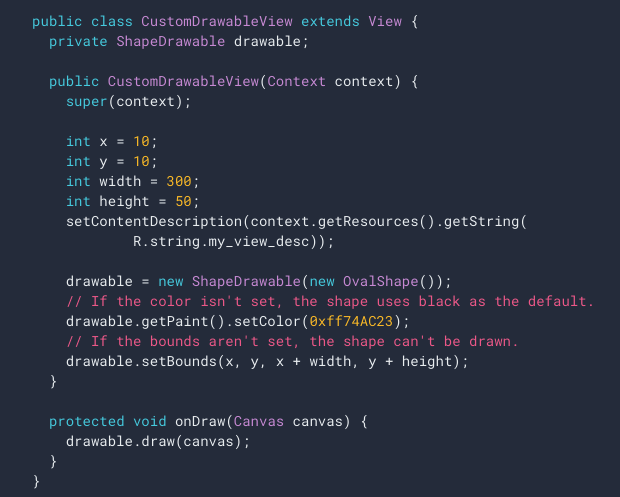 public class CustomDrawableView extends View {
  private ShapeDrawable drawable;

  public CustomDrawableView(Context context) {
    super(context);

    int x = 10;
    int y = 10;
    int width = 300;
    int height = 50;
    setContentDescription(context.getResources().getString(
            R.string.my_view_desc));

    drawable = new ShapeDrawable(new OvalShape());
    // If the color isn't set, the shape uses black as the default.
    drawable.getPaint().setColor(0xff74AC23);
    // If the bounds aren't set, the shape can't be drawn.
    drawable.setBounds(x, y, x + width, y + height);
  }

  protected void onDraw(Canvas canvas) {
    drawable.draw(canvas);
  }
}